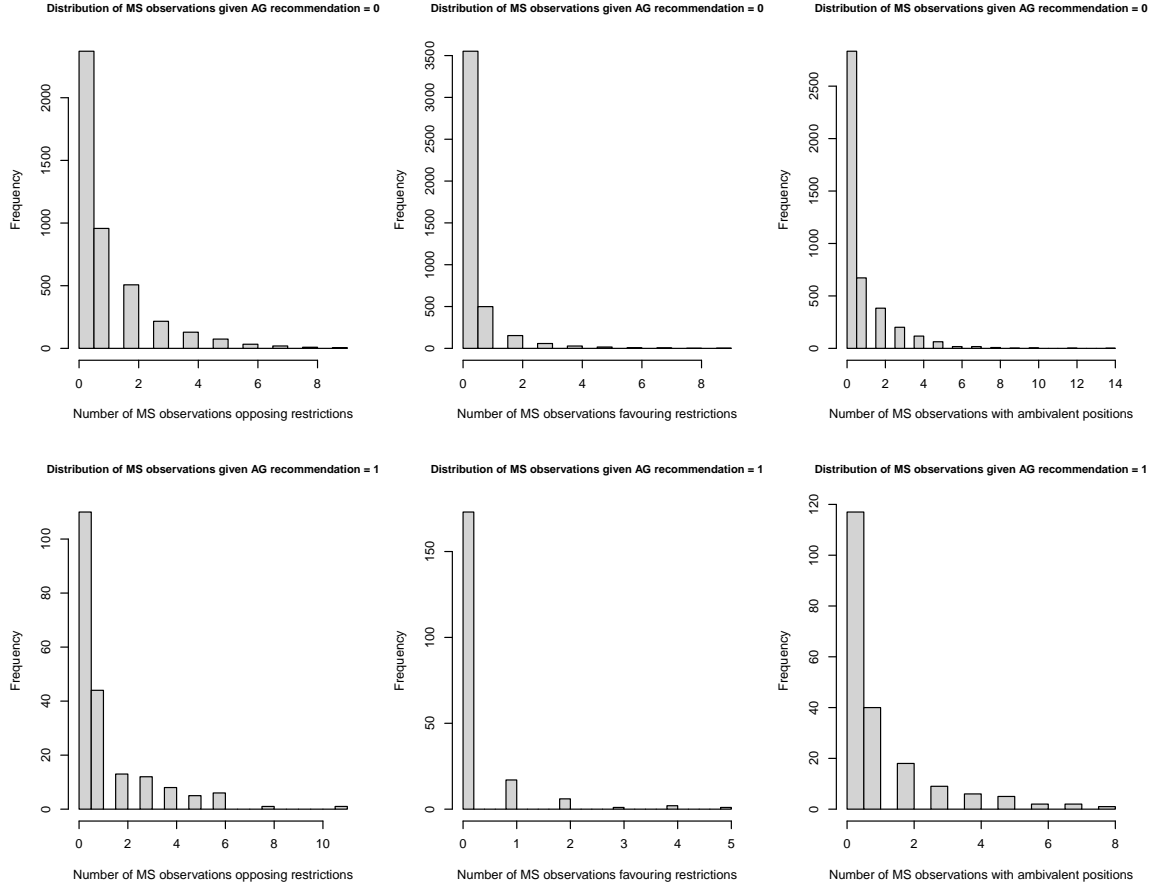 Distribution of MS observations given AG recommendation = 0
Frequency
0 500 1000 1500 2000
0 2 4 6 8
Number of MS observations opposing restrictions
Distribution of MS observations given AG recommendation = 0
Frequency
0 500 1000 1500 2000 2500 3000 3500
0 2 4 6 8
Number of MS observations favouring restrictions
Distribution of MS observations given AG recommendation = 0
Frequency
0 500 1000 1500 2000 2500
0 2 4 6 8 10 12 14
Number of MS observations with ambivalent positions
Distribution of MS observations given AG recommendation = 1
Frequency
0 20 40 60 80 100
0 2 4 6 8 10
Number of MS observations opposing restrictions
Distribution of MS observations given AG recommendation = 1
Frequency
0 50 100 150
0 1 2 3 4 5
Number of MS observations favouring restrictions
Distribution of MS observations given AG recommendation = 1
Frequency
0 20 40 60 80 100 120
0 2 4 6 8
Number of MS observations with ambivalent positions